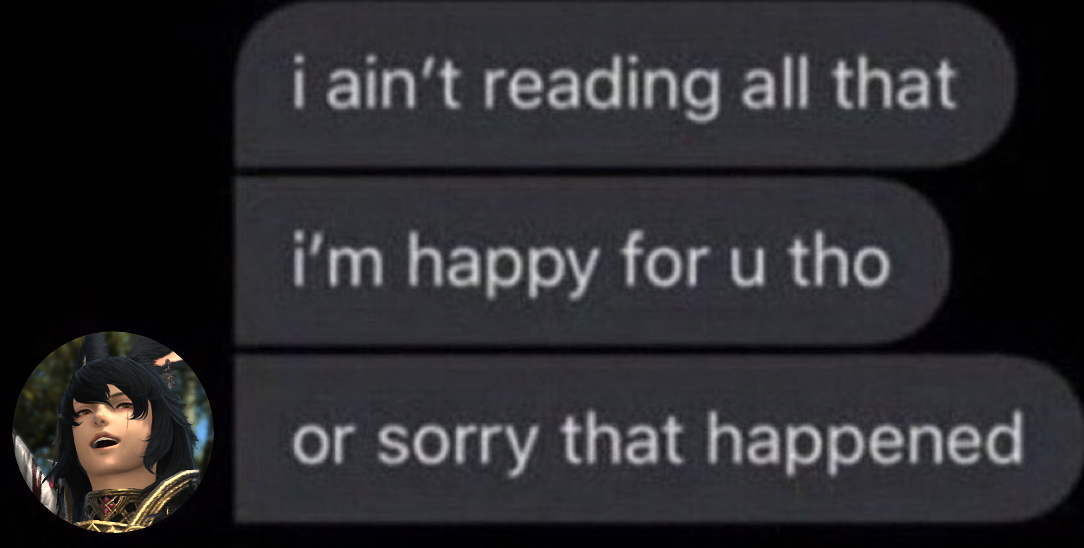 i ain’t reading all that
i’m happy for u tho
or sorry that happened